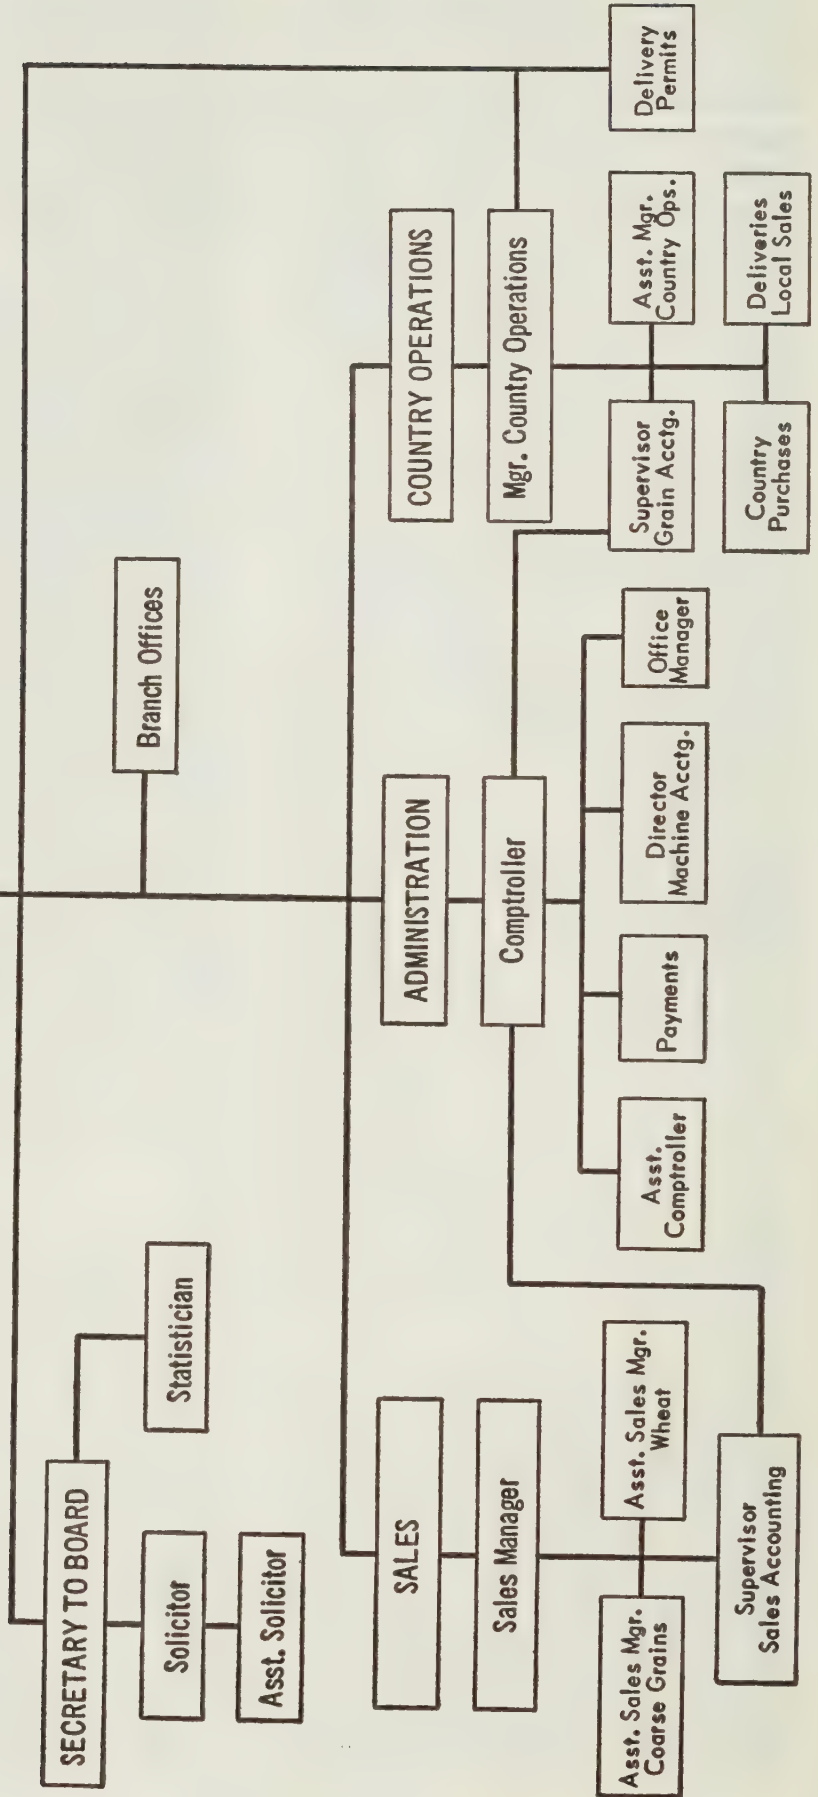 SECRETARY TO BOARD
Statistician
Solicitor
Asst. Solicitor
Branch Offices
SALES
Sales Manager
Asst. Sales Mgr.
Coarse Grains
Asst. Sales Mgr.
Wheat
Supervisor
Sales Accounting
ADMINISTRATION
Comptroller
Asst.
Comptroller
Payments
Director
Machine Acctg.
Office
Manager
COUNTRY OPERATIONS
Mgr. Country Operations
Supervisor
Grain Acctg.
Asst. Mgr.
Country Ops.
Country
Purchases
Deliveries
Local Sales
Delivery
Permits